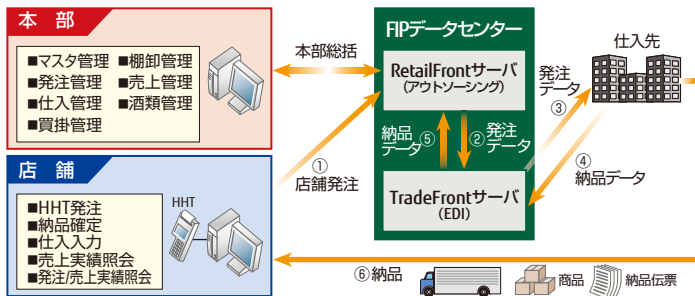 本 部
■マスタ管理 ■棚卸管理
■発注管理 ■売上管理
■仕入管理 ■酒類管理
■買掛管理
店 舗
■HHT発注
■納品確定
■仕入入力
■売上実績照会
■発注/売上実績照会
HHT
本部総括
①
店舗発注
FIPデータセンター
RetailFrontサーバ
(アウトソーシング)
納品
データ
⑤
②発注
データ
TradeFrontサーバ
(EDI)
発注
データ
③
仕入先
④
納品データ
⑥納品
商品
納品伝票